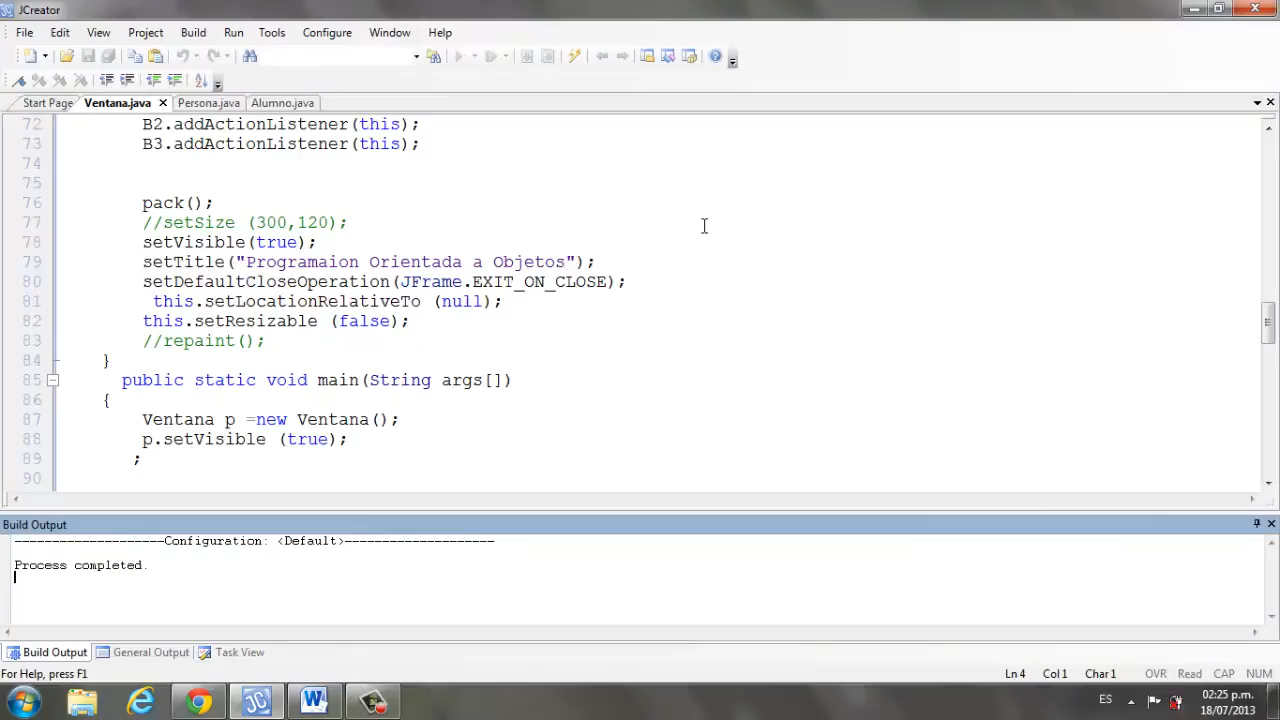 JCreator
File Edit View Project Build Run Tools Configure Window Help
Start Page Ventana.java Persona.java Alumno.java
72 B2.addActionListener(this);
73 B3.addActionListener(this);
74
75
76 pack();
77 //setSize (300,120);
78 setVisible(true);
79 setTitle("Programaion Orientada a Objetos");
80 setDefaultCloseOperation(JFrame.EXIT_ON_CLOSE);
81 this.setLocationRelativeTo (null);
82 this.setResizable (false);
83 //repaint();
84 }
85 public static void main(String args[])
86 {
87 Ventana p =new Ventana();
88 p.setVisible (true);
89 ;
90
Build Output
--------------------Configuration: <Default>--------------------
Process completed.
Build Output General Output Task View
For Help, press F1 Ln 4 Col 1 Char 1 OVR Read CAP NUM
ES 02:25 p.m.
18/07/2013